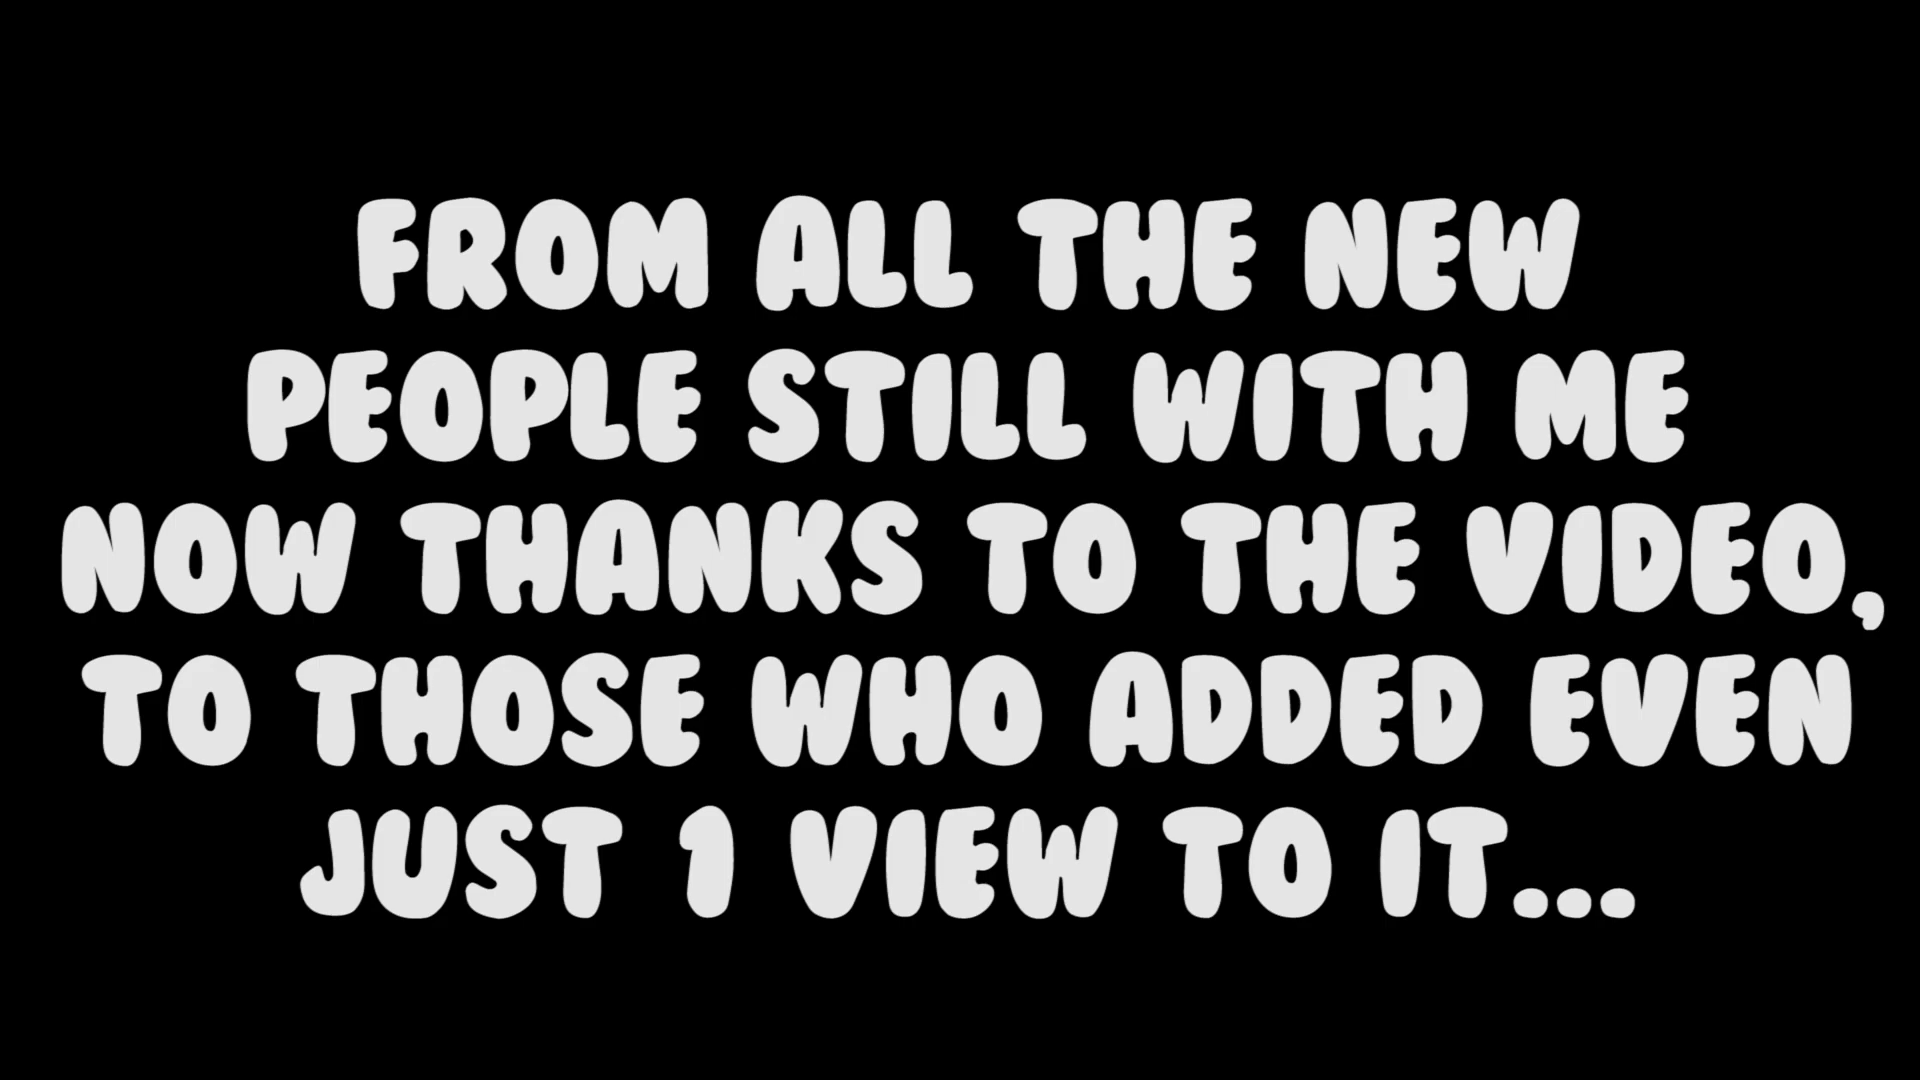 FROM ALL THE NEW
PEOPLE STILL WITH ME
NOW THANKS TO THE VIDEO,
TO THOSE WHO ADDED EVEN
JUST 1 VIEW TO IT...